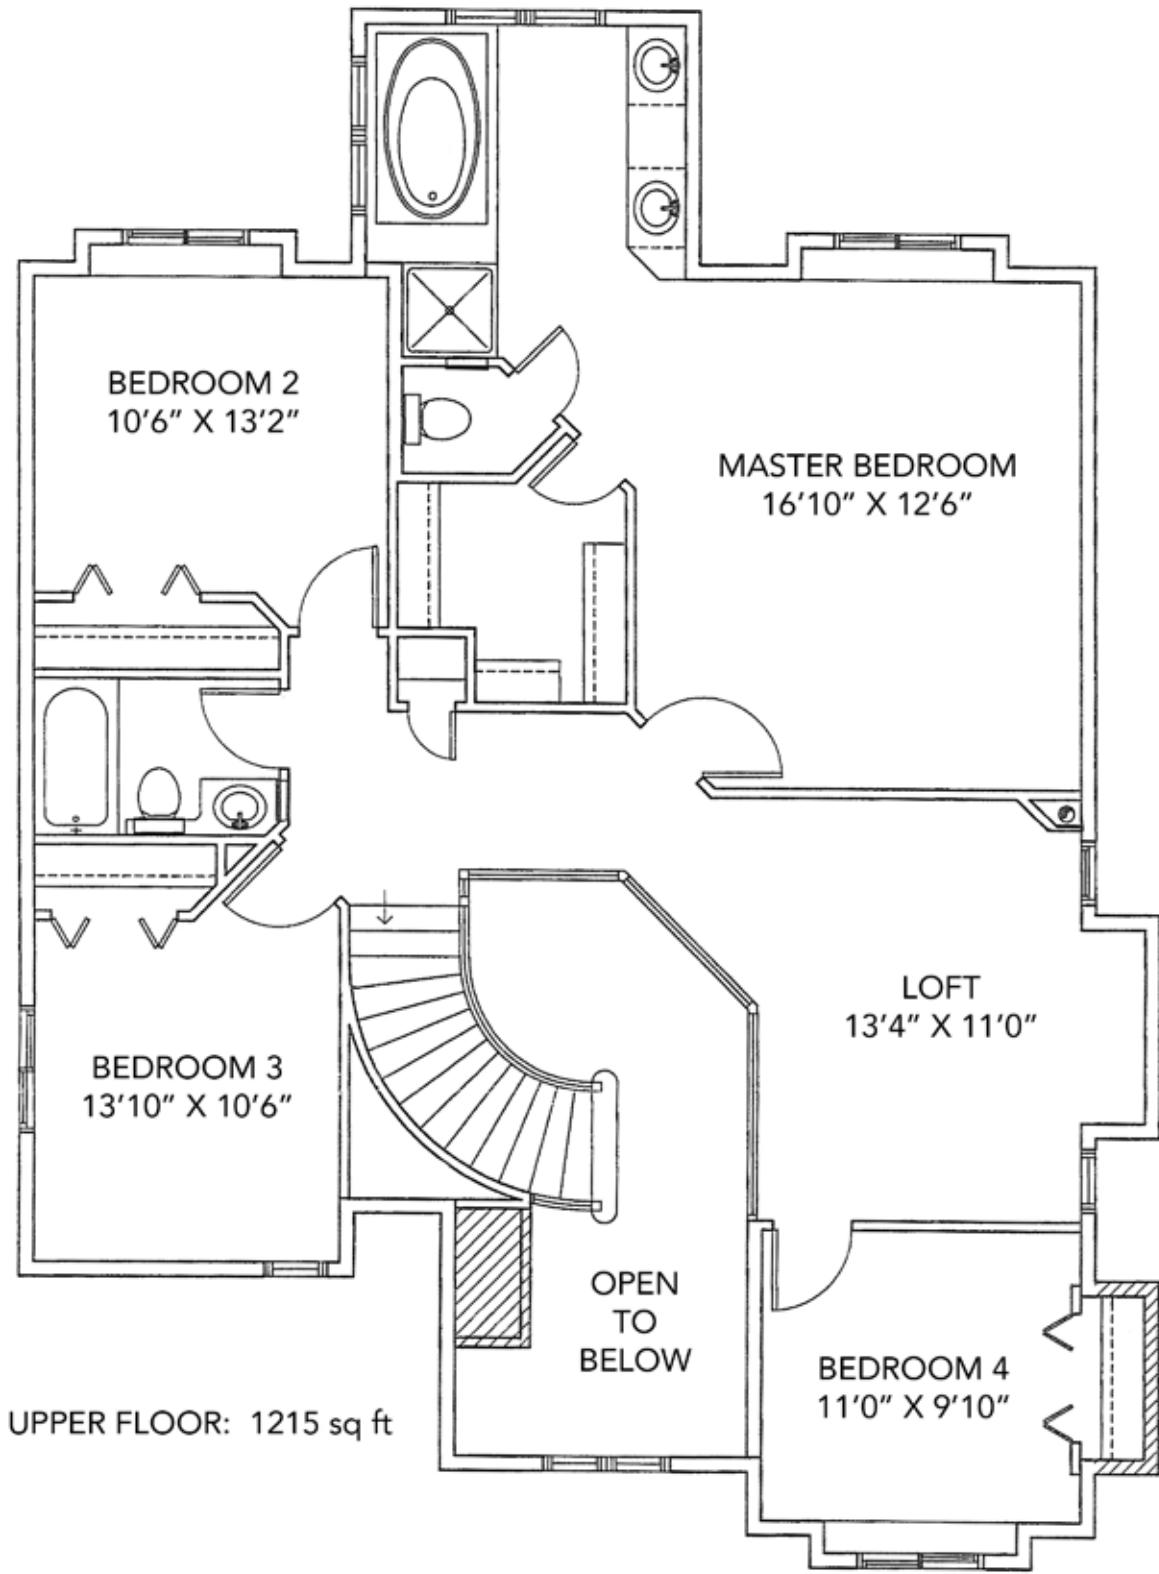 BEDROOM 2
10'6" X 13'2"
MASTER BEDROOM
16'10" X 12'6"
LOFT
13'4" X 11'0"
BEDROOM 3
13'10" X 10'6"
OPEN
TO
BELOW
BEDROOM 4
11'0" X 9'10"
UPPER FLOOR: 1215 sq ft